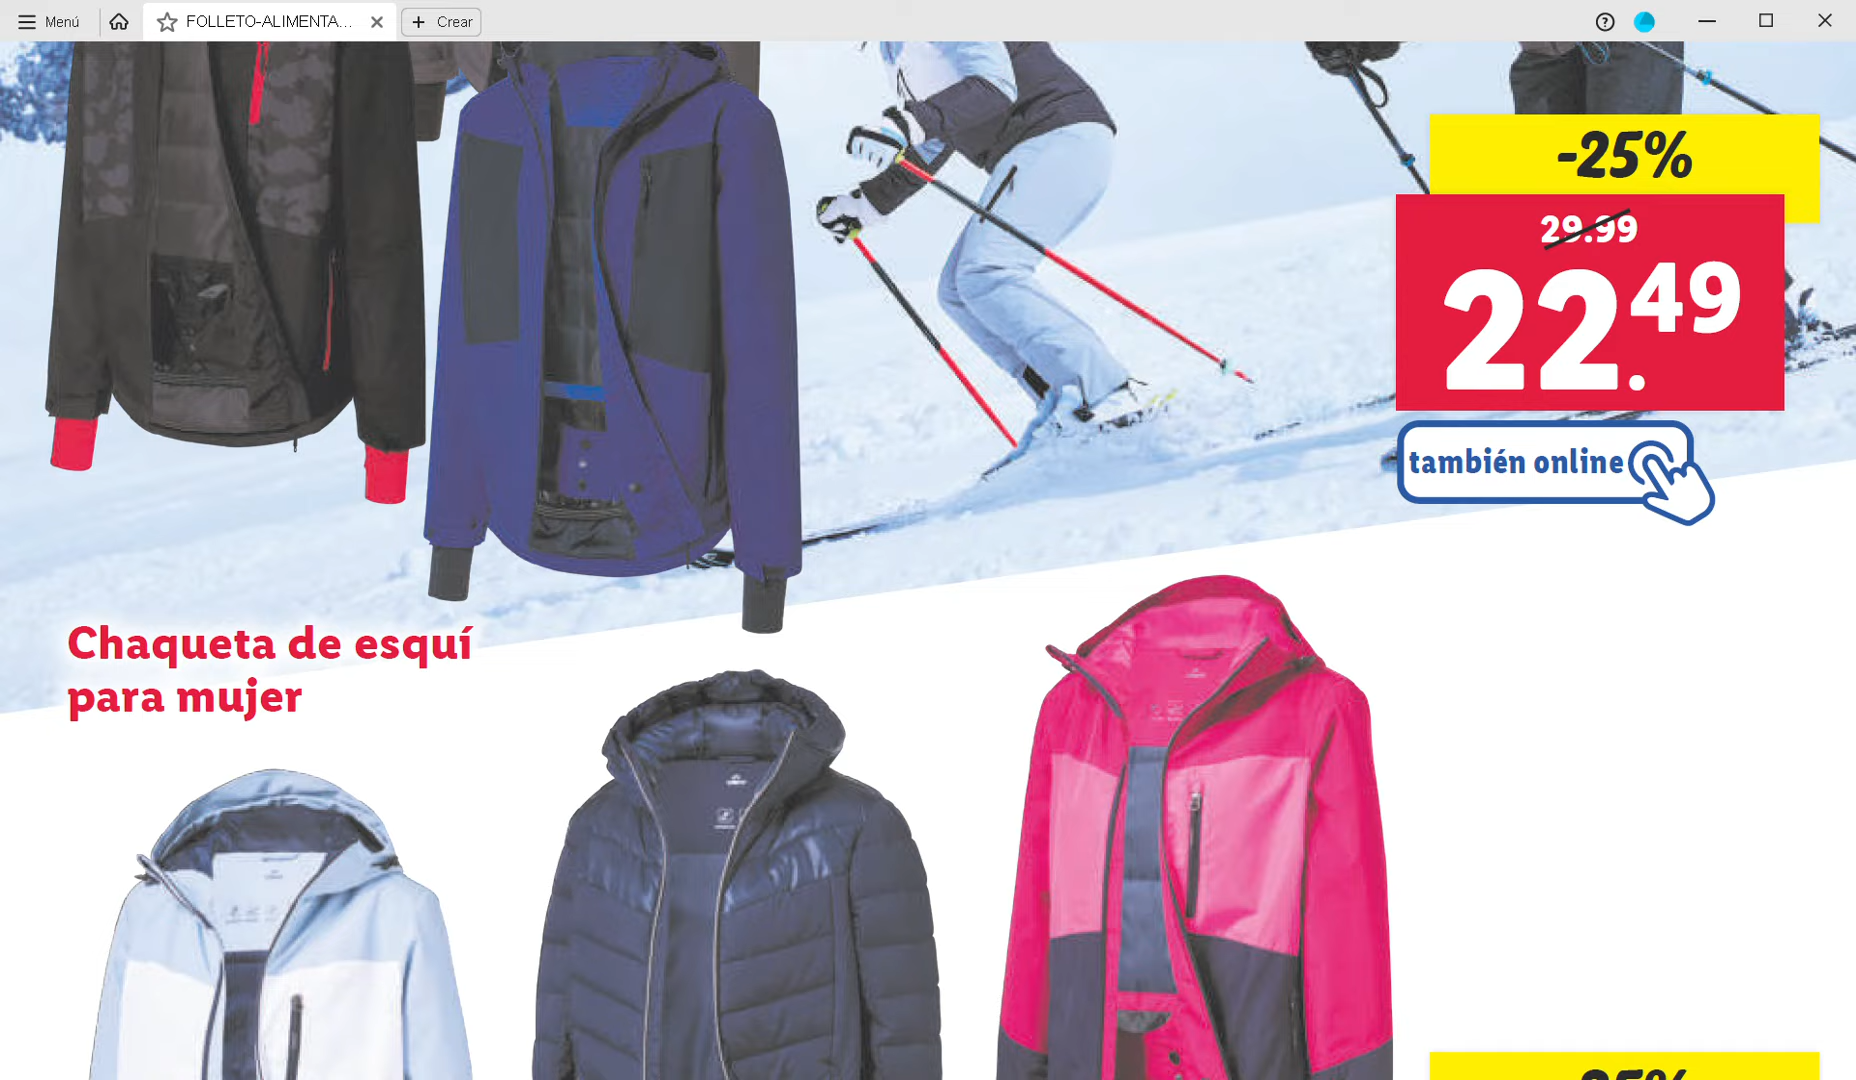 Menú
FOLLETO-ALIMENTA...
Crear
-25%
29.99
22.49
también online
Chaqueta de esquí
para mujer